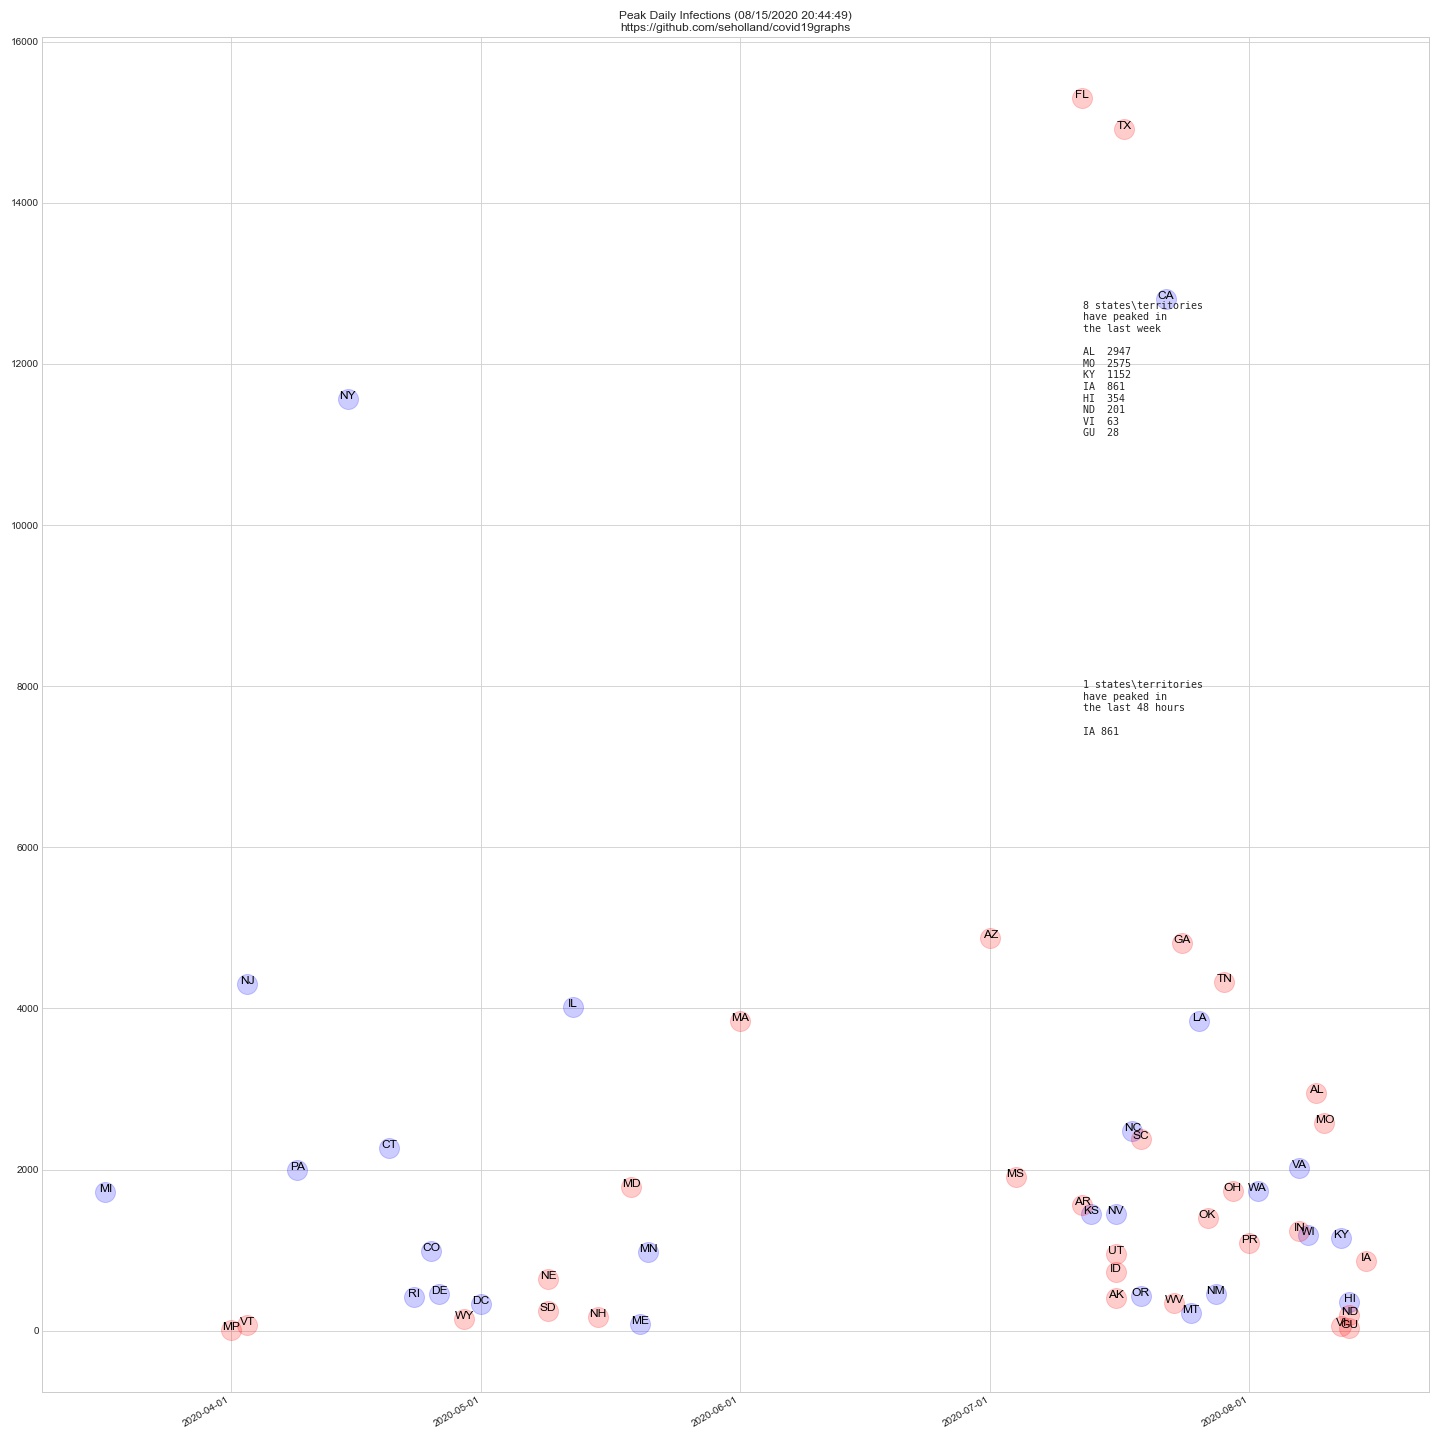 Peak Daily Infections (08/15/2020 20:44:49)
https://github.com/seholland/covid19graphs
16000
FL
TX
14000
CA
8 states\territories
have peaked in
the last week
AL 2947
12000
MO 2575
KY 1152
IA 861
HI 354
ND 201
VI 63
GU 28
NY
10000
8000
1 states\territories
have peaked in
the last 48 hours
IA 861
6000
AZ
GA
NJ
TN
IL
4000
MA
LA
AL
MO
NC
SC
CT
PA
VA
2000
MI
MD
MS
OH
WA
AR
KS
NV
OK
IN
WI
KY
PR
CO
MN
UT
IA
NE
ID
RI
DE
DC
AK
OR
NM
WV
HI
SD
MT
WY
NH
ND
MP
VT
ME
VI
GU
0
2020-04-01
2020-05-01
2020-06-01
2020-07-01
2020-08-01